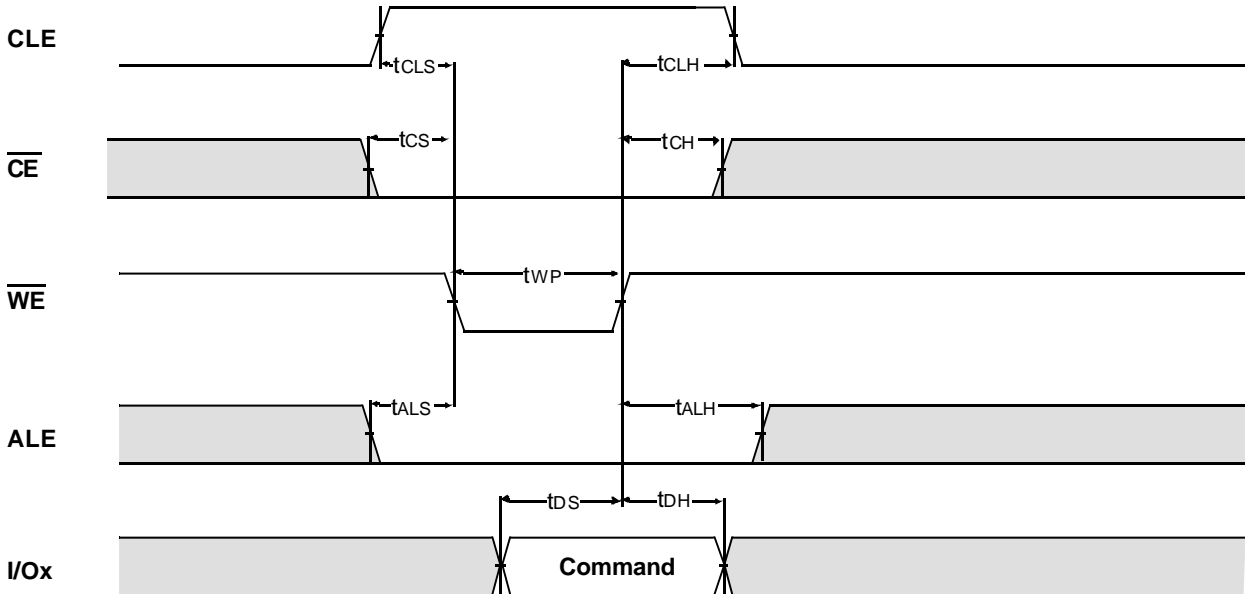 CLE
tCLS
tCLH
CE
tCS
tCH
WE
tWP
ALE
tALS
tALH
I/Ox
tDS
tDH
Command